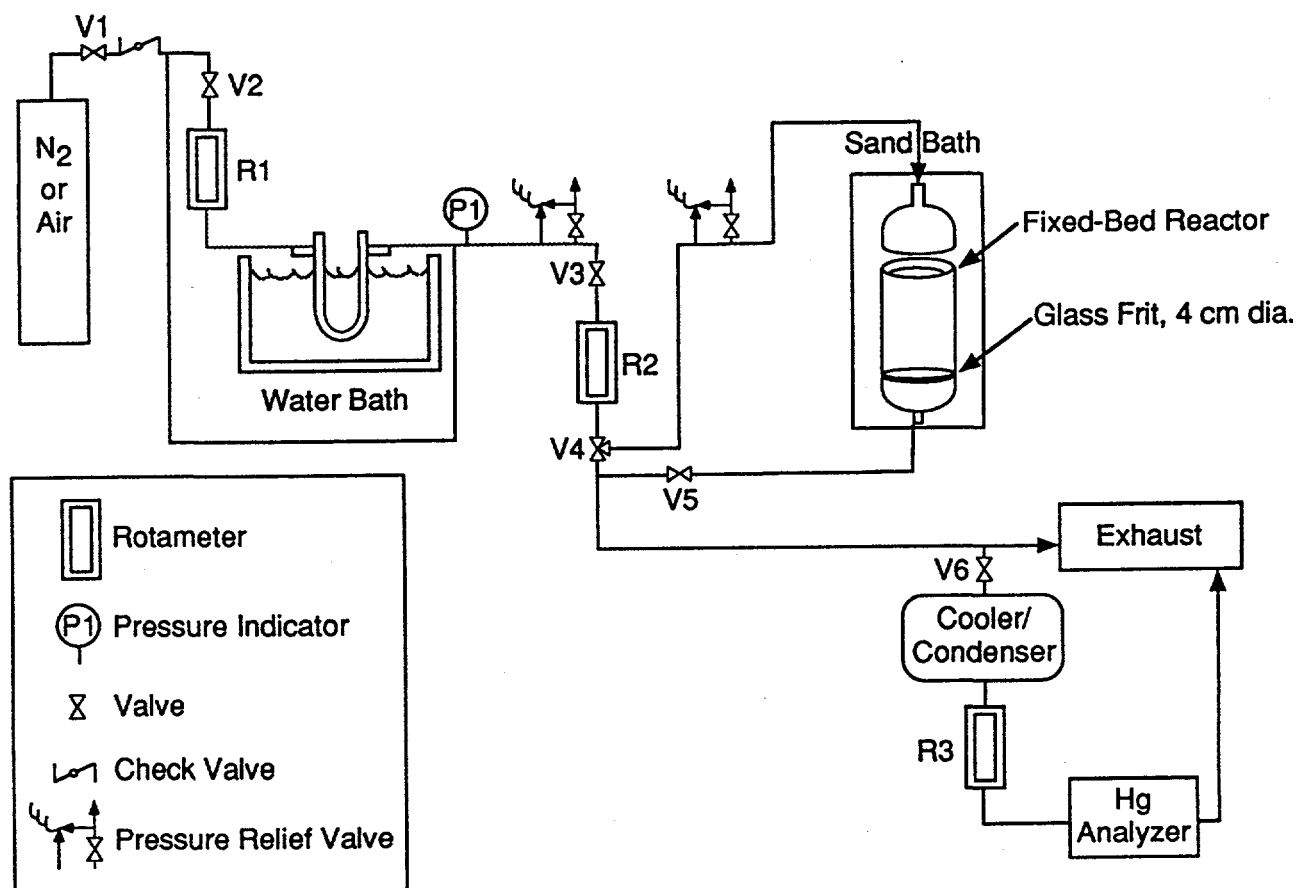 V1
V2
N2
or
Air
R1
P1
V3
R2
V4
V5
Water Bath
Sand Bath
Fixed-Bed Reactor
Glass Frit, 4 cm dia.
Exhaust
V6
Cooler/
Condenser
R3
Hg
Analyzer
Rotameter
P1 Pressure Indicator
Valve
Check Valve
Pressure Relief Valve